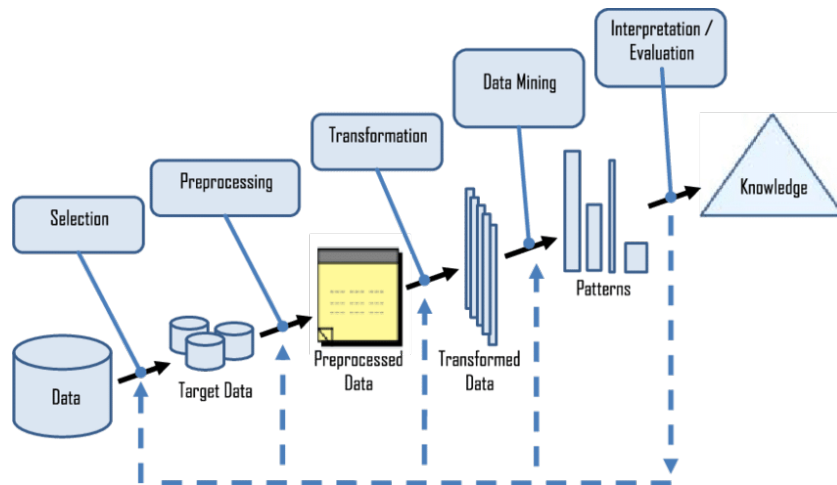 Interpretation /
Evaluation
Data Mining
Transformation
Preprocessing
Selection
Knowledge
Patterns
Transformed
Data
Preprocessed
Data
Target Data
Data